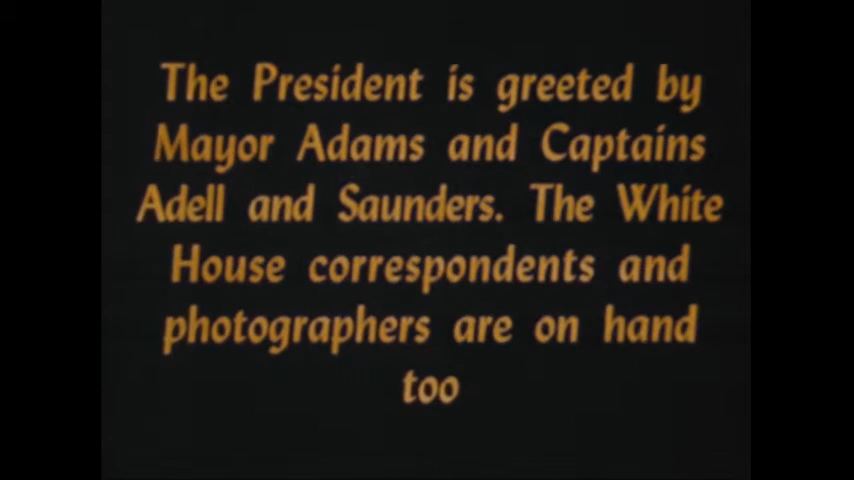 The President is greeted by
Mayor Adams and Captains
Adell and Saunders. The White
House correspondents and
photographers are on hand
too